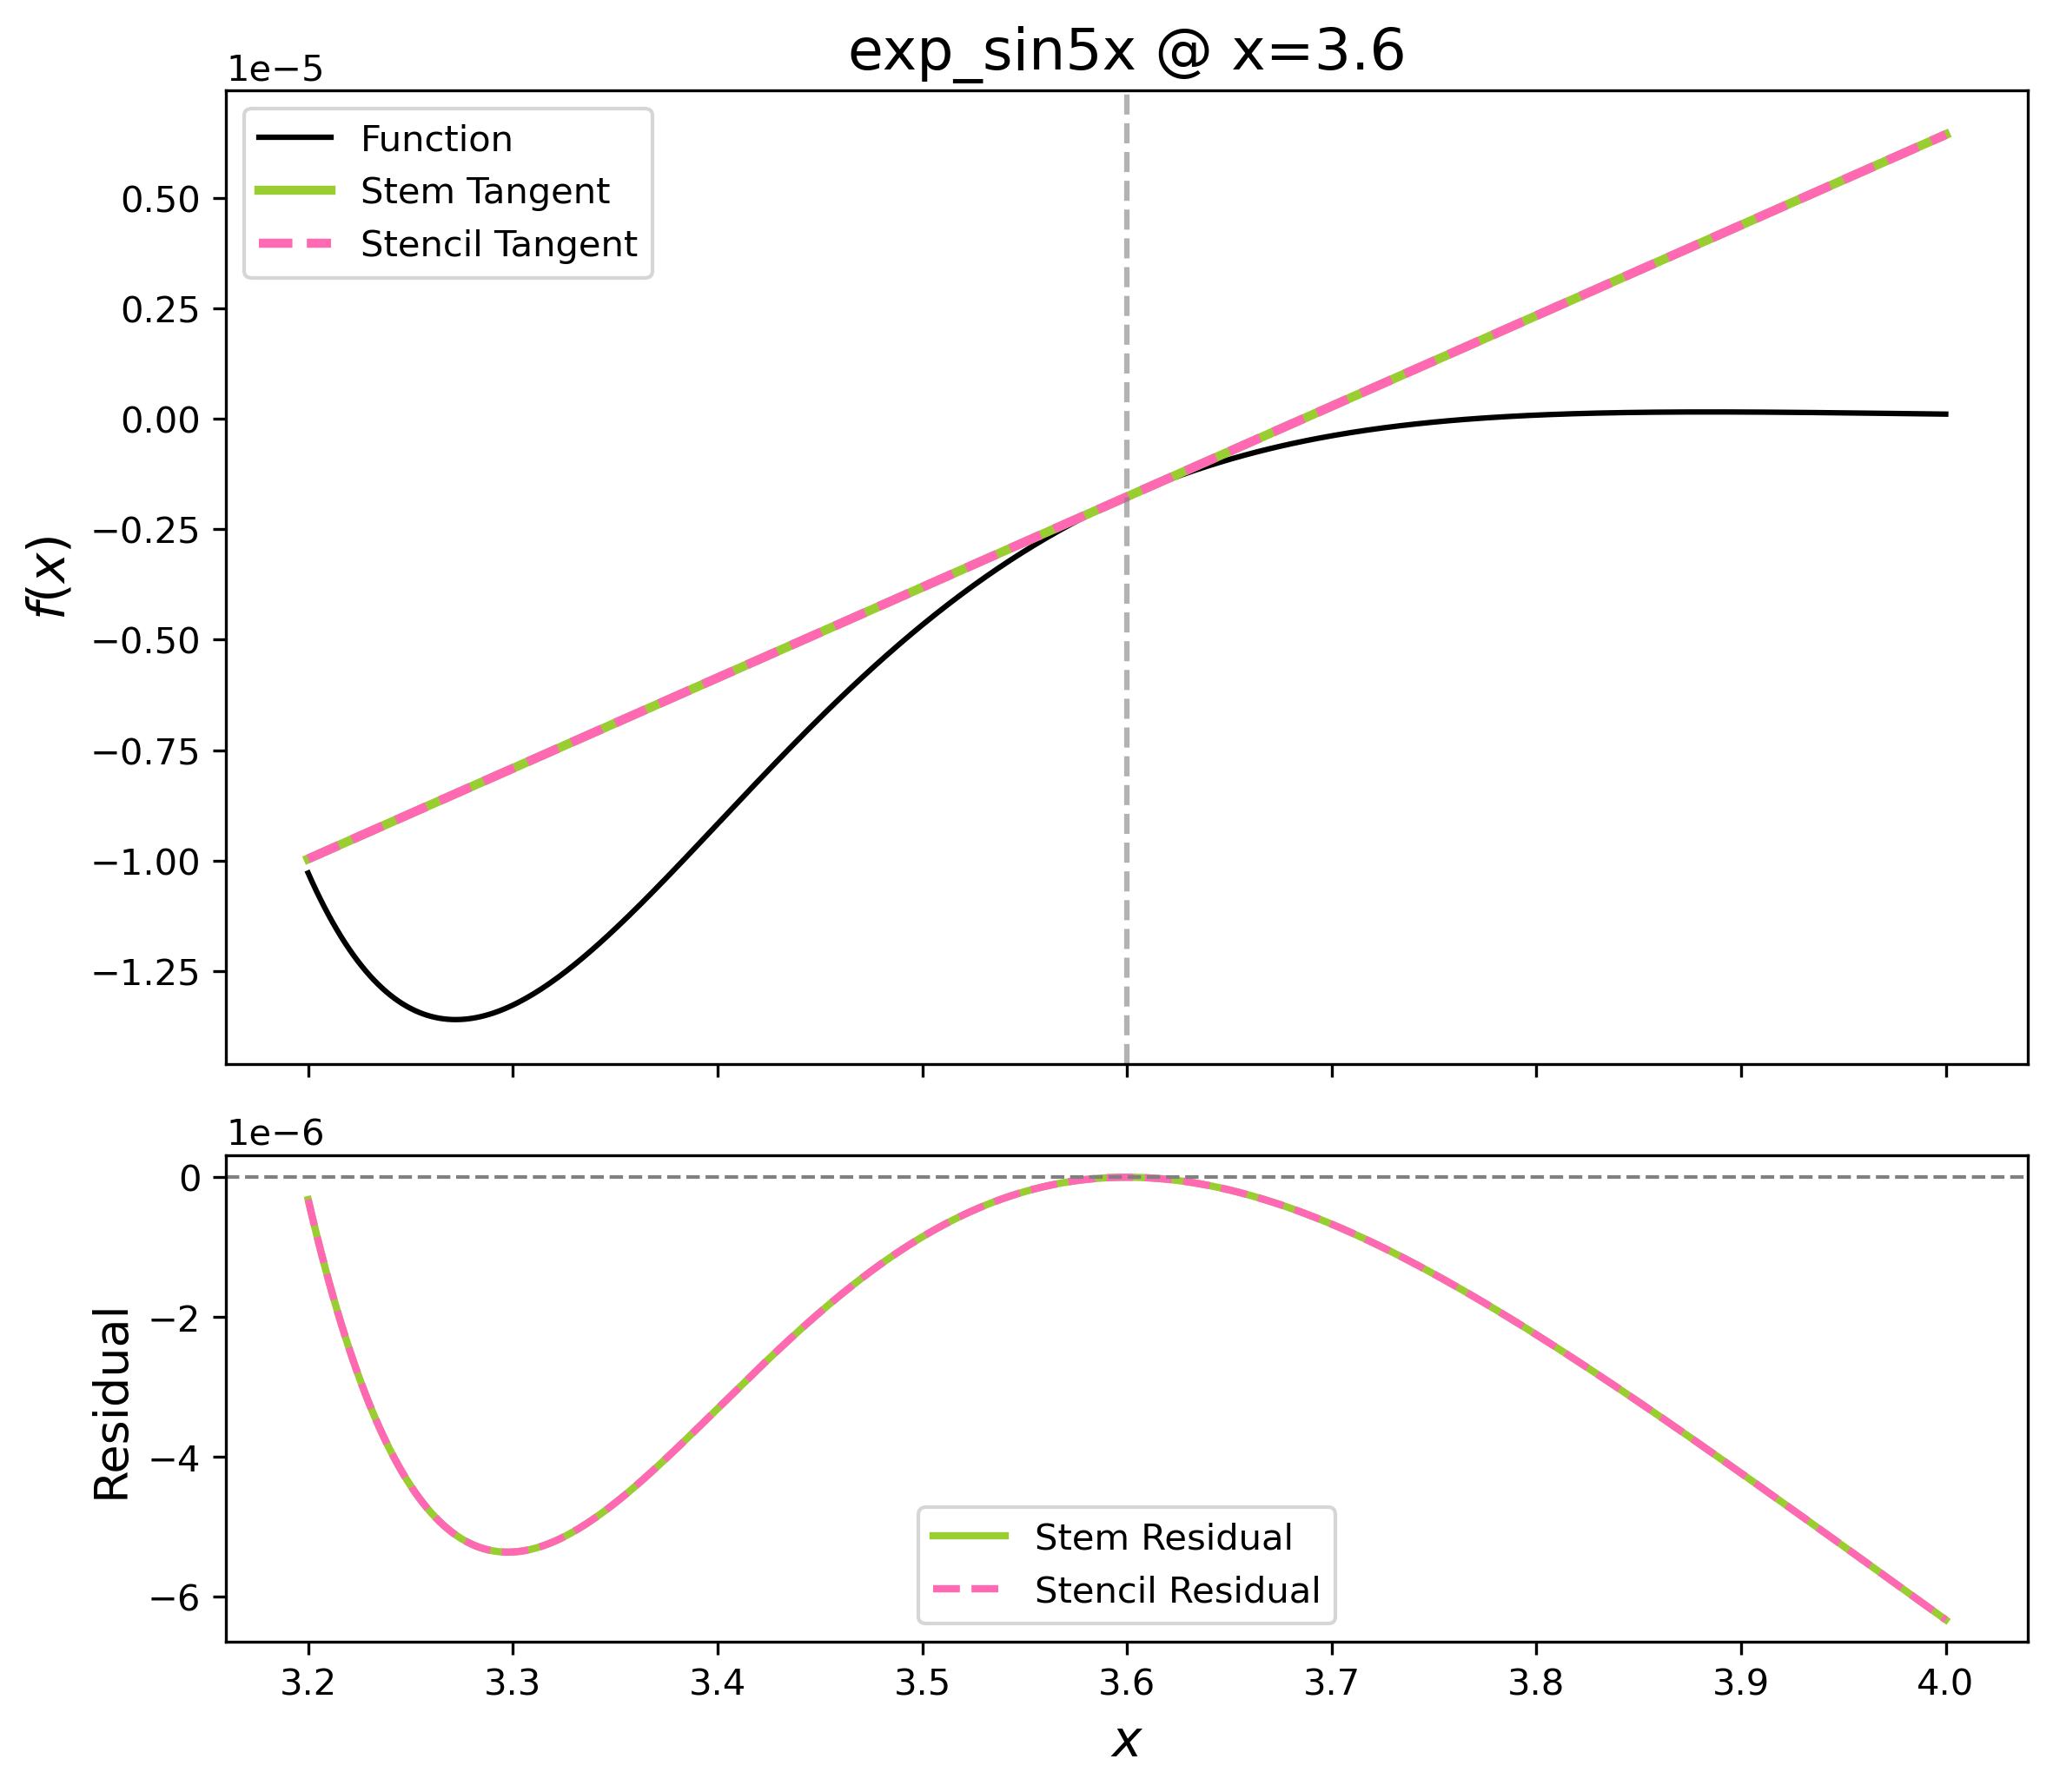 exp_sin5x @ x=3.6
1e−5
Function
Stem Tangent
Stencil Tangent
0.50
0.25
0.00
−0.25
−0.50
−0.75
−1.00
−1.25
f(x)
1e−6
0
−2
−4
−6
Residual
Stem Residual
Stencil Residual
3.2 3.3 3.4 3.5 3.6 3.7 3.8 3.9 4.0
x